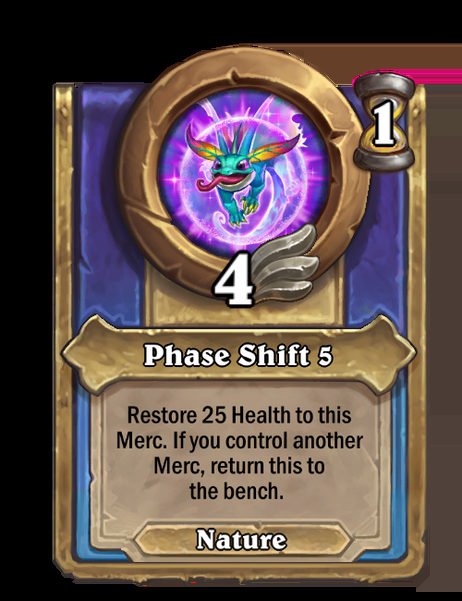 1
4
Phase Shift 5
Restore 25 Health to this
Merc. If you control another
Merc, return this to
the bench.
Nature